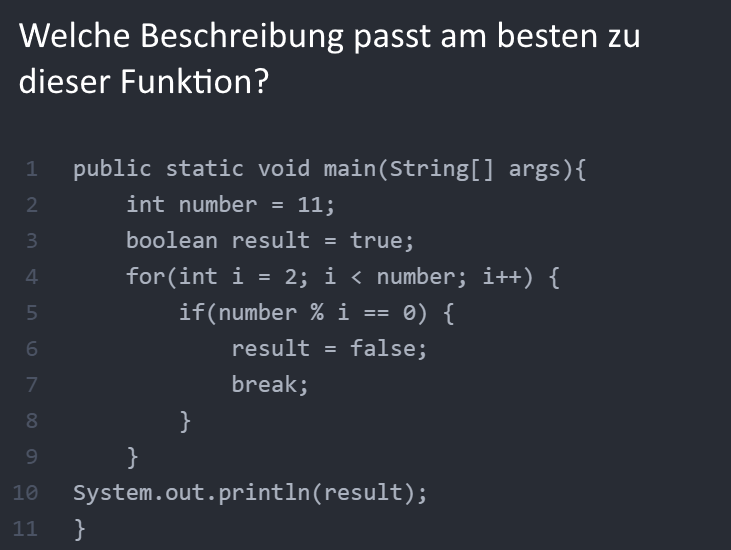 Welche Beschreibung passt am besten zu
dieser Funktion?
1 public static void main(String[] args){
2 int number = 11;
3 boolean result = true;
4 for(int i = 2; i < number; i++) {
5 if(number % i == 0) {
6 result = false;
7 break;
8 }
9 }
10 System.out.println(result);
11 }